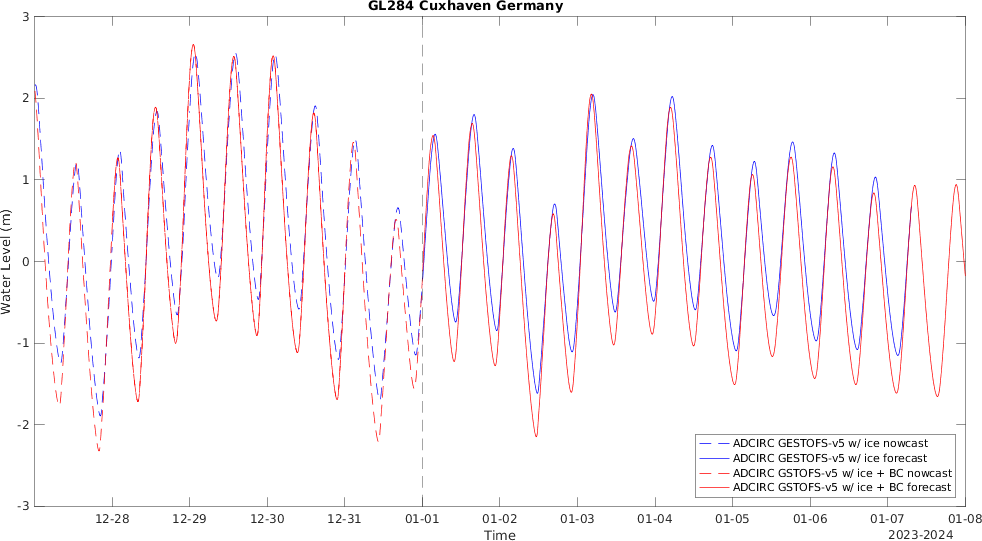 GL284 Cuxhaven Germany
3
2
1
0
-1
-2
-3
Water Level (m)
ADCIRC GESTOFS-v5 w/ ice nowcast
ADCIRC GESTOFS-v5 w/ ice forecast
ADCIRC GSTOFS-v5 w/ ice + BC nowcast
ADCIRC GSTOFS-v5 w/ ice + BC forecast
12-28 12-29 12-30 12-31 01-01 01-02 01-03 01-04 01-05 01-06 01-07 01-08
Time
2023-2024